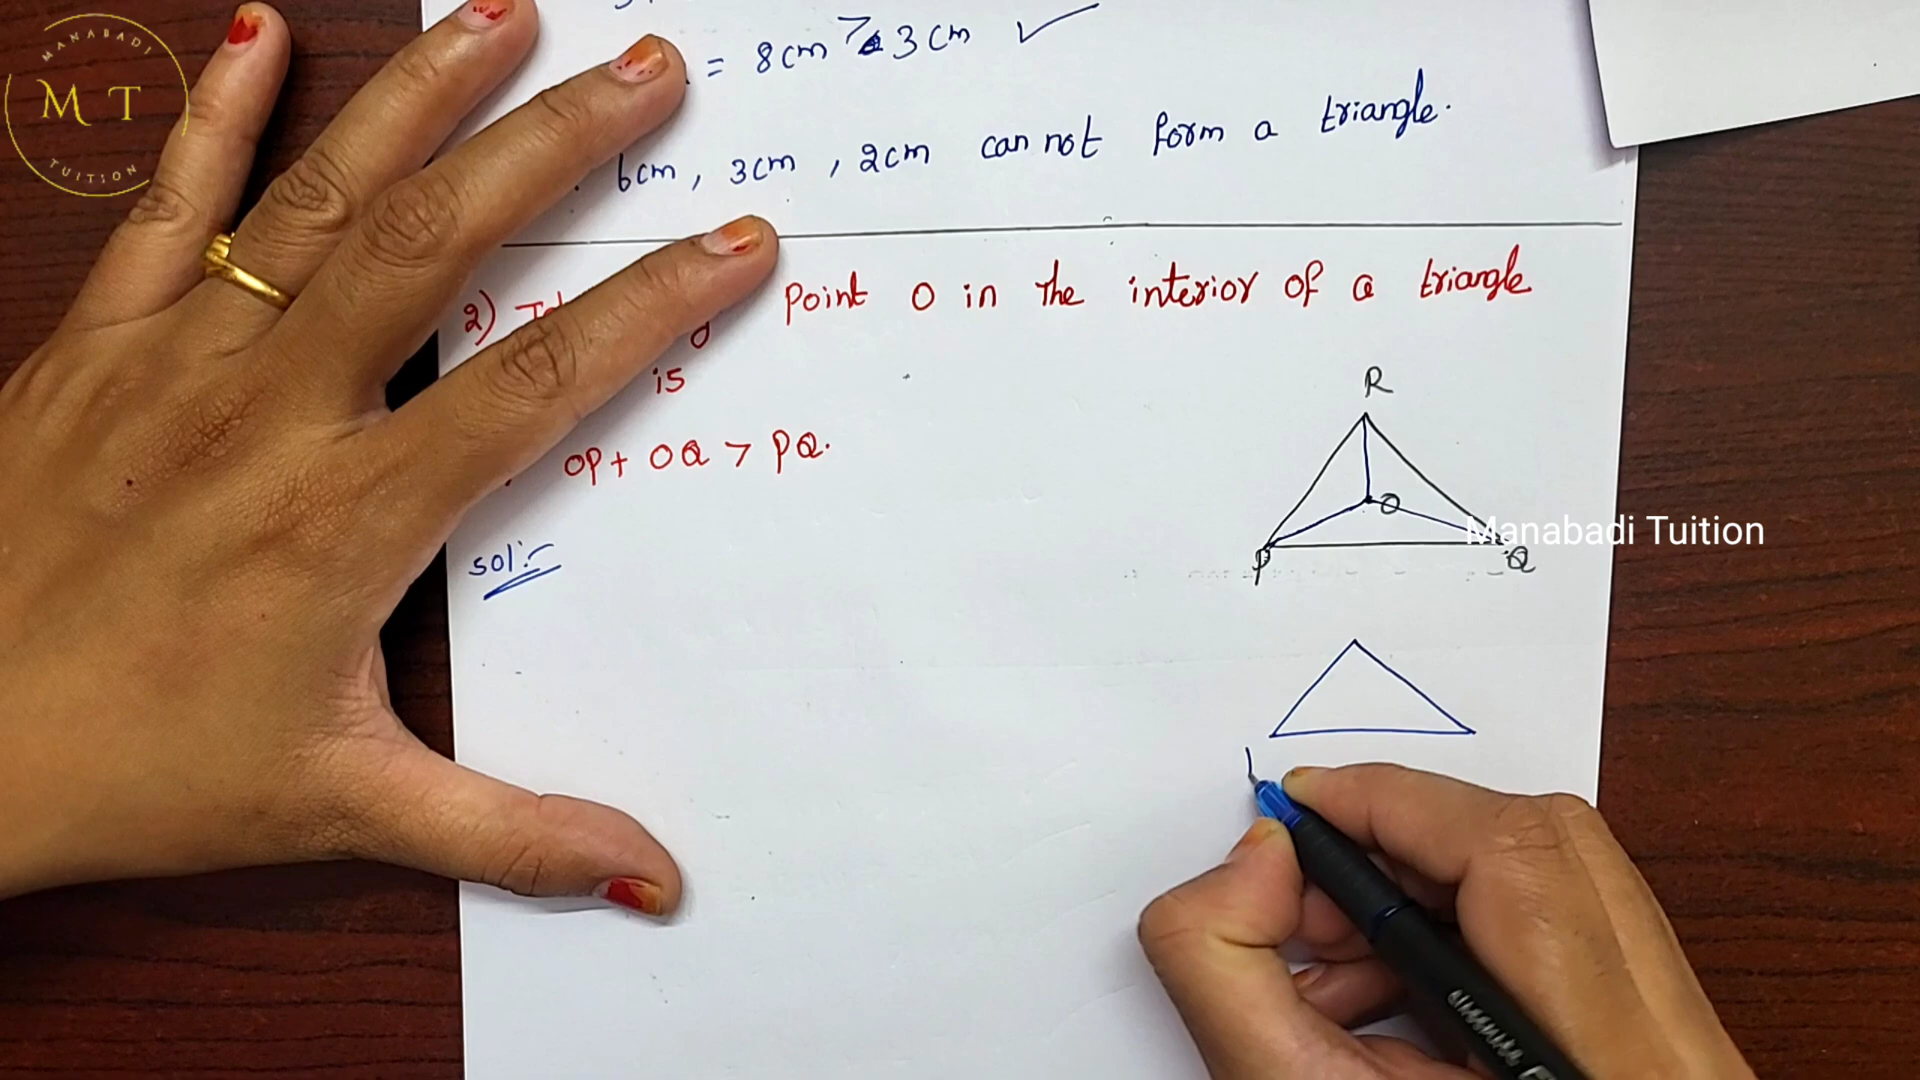 MANABADI
M T
TUITION
= 8cm > 3cm ✓
6cm, 3cm, 2cm can not form a triangle.
2) point O in the interior of a triangle
is
OP + OQ > PQ.
Sol:-
R
O
P
Q
Manabadi Tuition